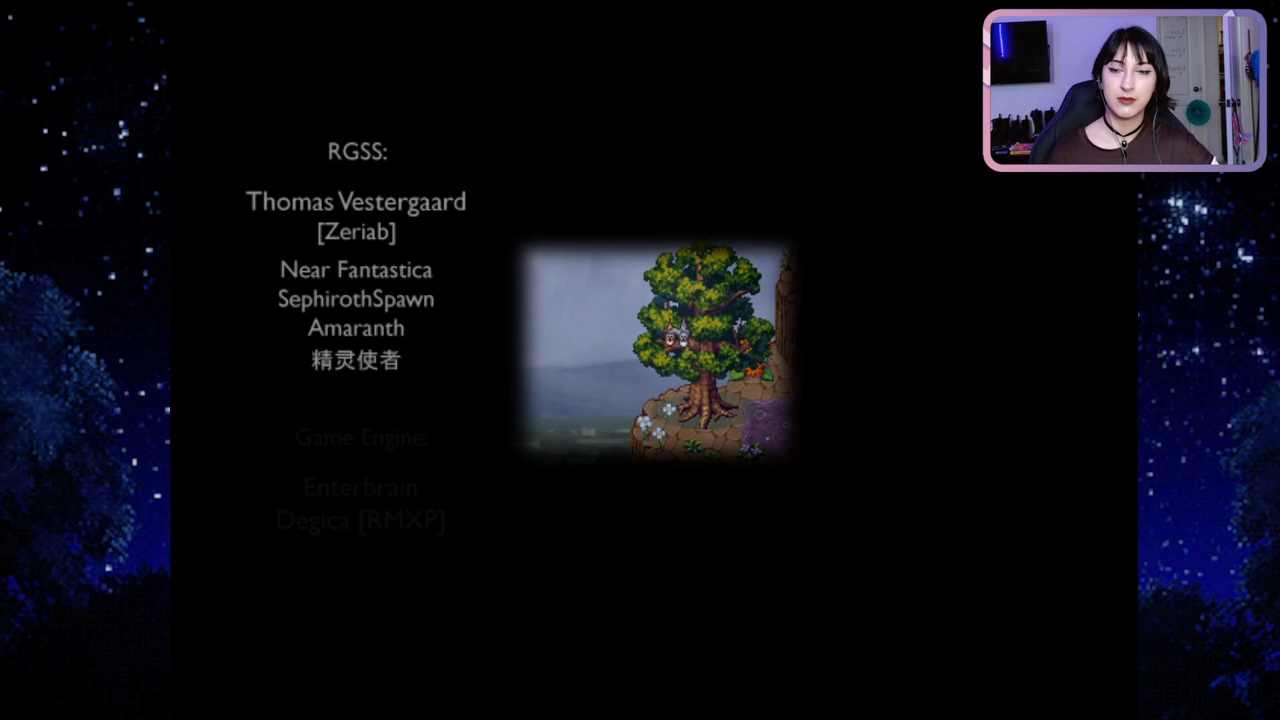 RGSS:
Thomas Vestergaard
[Zeriab]
Near Fantastica
SephirothSpawn
Amaranth
精灵使者
Game Engine:
Enterbrain
Degica [RMXP]